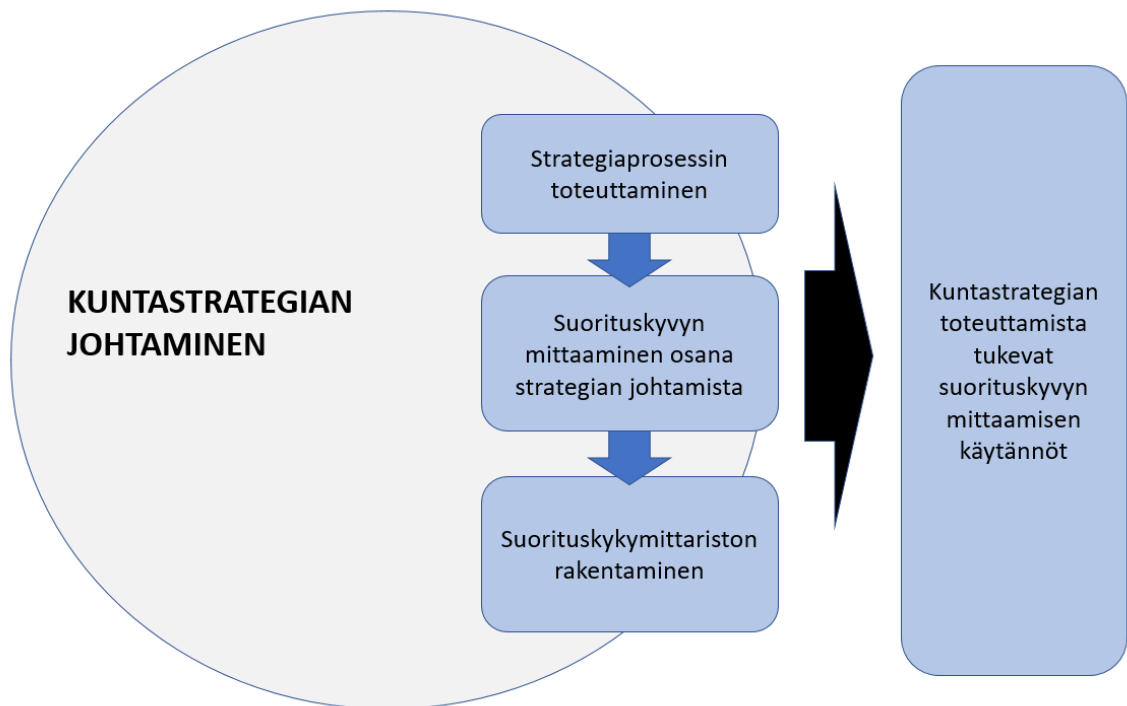 KUNTASTRATEGIAN
JOHTAMINEN
Strategiaprosessin
toteuttaminen
Suorituskyvyn
mittaaminen osana
strategian johtamista
Suorituskykymittariston
rakentaminen
Kuntastrategian
toteuttamista
tukevat
suorituskyvyn
mittaamisen
käytännöt